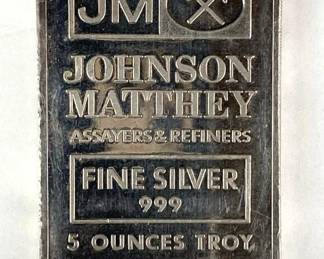 JM
JOHNSON
MATTHEY
ASSAYERS & REFINERS
FINE SILVER
999
5 OUNCES TROY